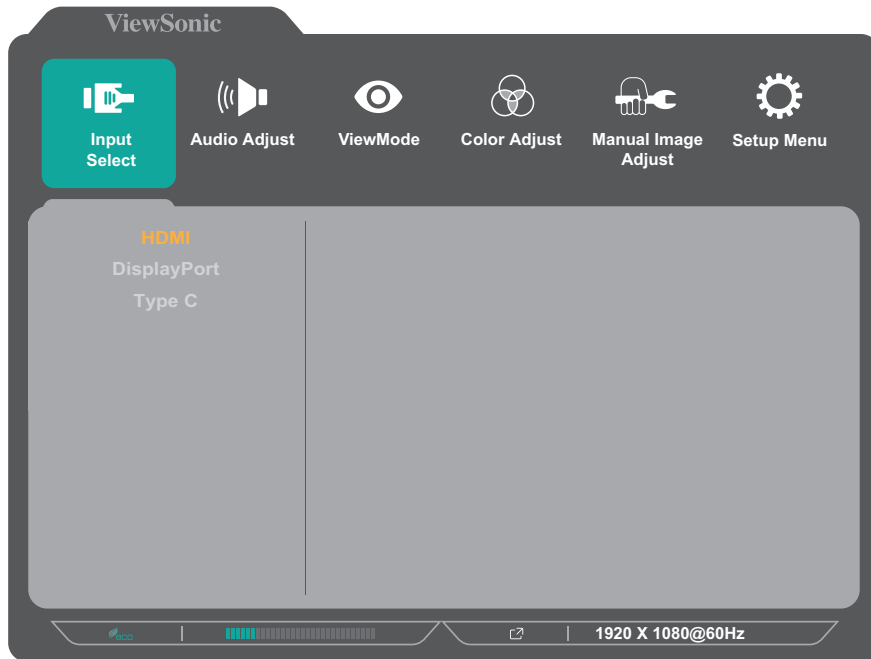 ViewSonic
Input
Select
Audio Adjust
ViewMode
Color Adjust
Manual Image
Adjust
Setup Menu
HDMI
DisplayPort
Type C
eco
1920 X 1080@60Hz